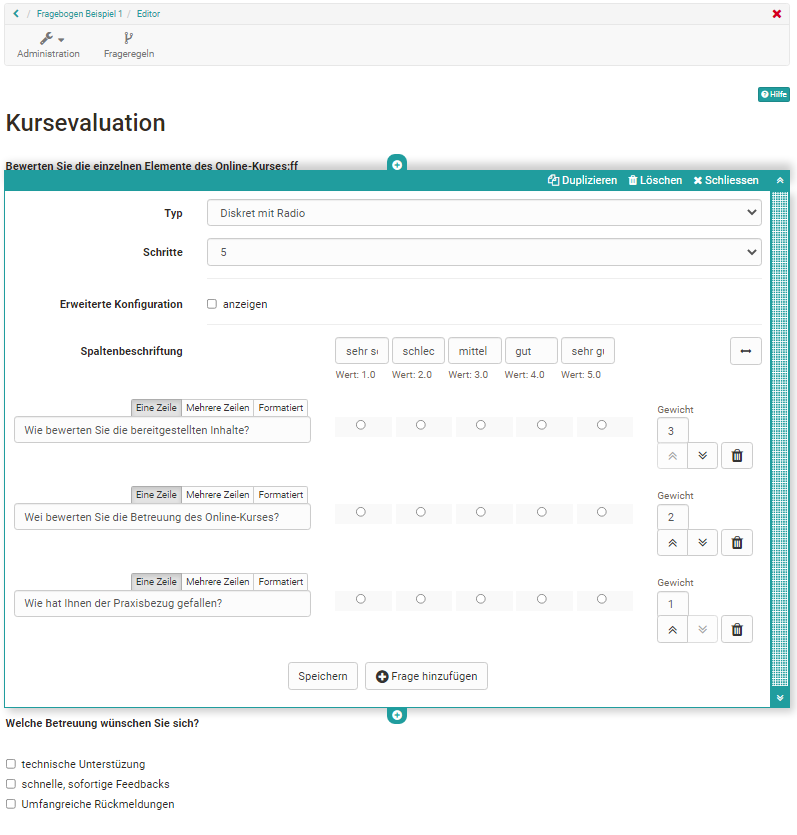 / Fragebogen Beispiel 1 / Editor
Administration Frageregeln
Hilfe
Kursevaluation
Bewerten Sie die einzelnen Elemente des Online-Kurses:ff
Duplizieren Löschen Schliessen
Typ Diskret mit Radio
Schritte 5
Erweiterte Konfiguration anzeigen
Spaltenbeschriftung sehr sc schlec mittel gut sehr gu
Wert: 1.0 Wert: 2.0 Wert: 3.0 Wert: 4.0 Wert: 5.0
Eine Zeile Mehrere Zeilen Formatiert Gewicht
Wie bewerten Sie die bereitgestellten Inhalte? 3
Eine Zeile Mehrere Zeilen Formatiert Gewicht
Wei bewerten Sie die Betreuung des Online-Kurses? 2
Eine Zeile Mehrere Zeilen Formatiert Gewicht
Wie hat Ihnen der Praxisbezug gefallen? 1
Speichern Frage hinzufügen
Welche Betreuung wünschen Sie sich?
technische Unterstüzung
schnelle, sofortige Feedbacks
Umfangreiche Rückmeldungen